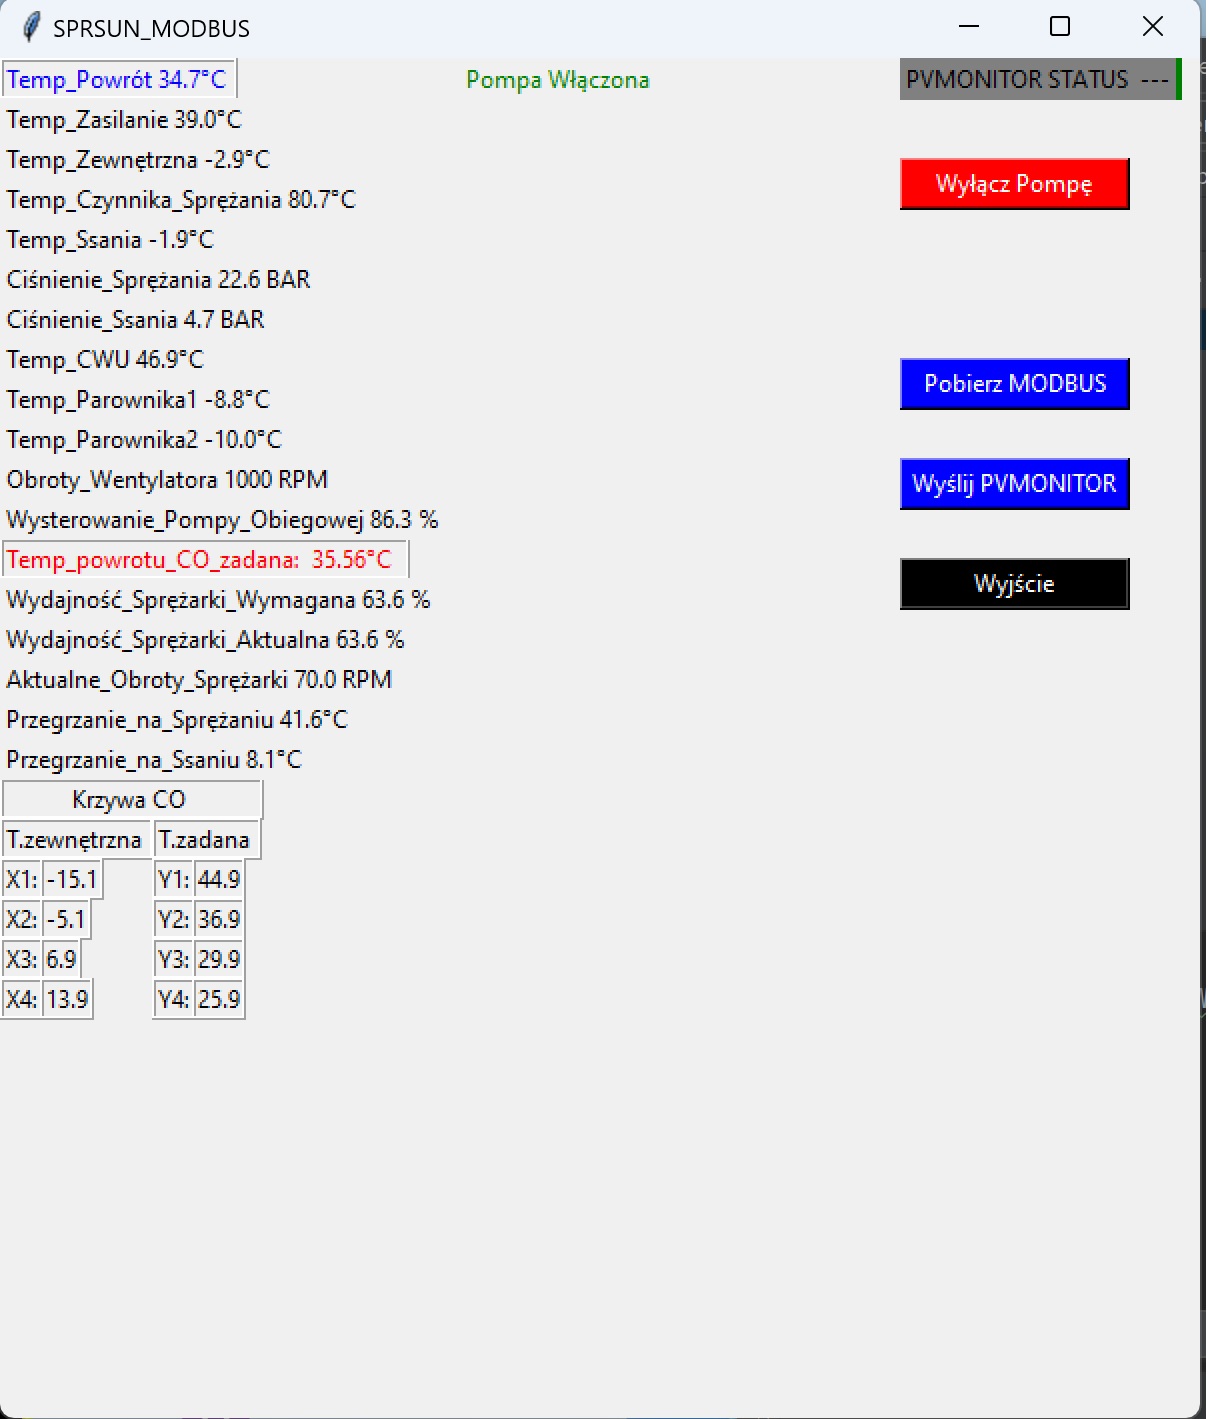 SPRSUN_MODBUS
Temp_Powrót 34.7°C
Pompa Włączona
PVMONITOR STATUS ---
Temp_Zasilanie 39.0°C
Temp_Zewnętrzna -2.9°C
Wyłącz Pompę
Temp_Czynnika_Sprężania 80.7°C
Temp_Ssania -1.9°C
Ciśnienie_Sprężania 22.6 BAR
Ciśnienie_Ssania 4.7 BAR
Temp_CWU 46.9°C
Pobierz MODBUS
Temp_Parownika1 -8.8°C
Temp_Parownika2 -10.0°C
Obroty_Wentylatora 1000 RPM
Wyślij PVMONITOR
Wysterowanie_Pompy_Obiegowej 86.3 %
Temp_powrotu_CO_zadana: 35.56°C
Wyjście
Wydajność_Sprężarki_Wymagana 63.6 %
Wydajność_Sprężarki_Aktualna 63.6 %
Aktualne_Obroty_Sprężarki 70.0 RPM
Przegrzanie_na_Sprężaniu 41.6°C
Przegrzanie_na_Ssaniu 8.1°C
Krzywa CO
T.zewnętrzna T.zadana
X1: -15.1 Y1: 44.9
X2: -5.1 Y2: 36.9
X3: 6.9 Y3: 29.9
X4: 13.9 Y4: 25.9